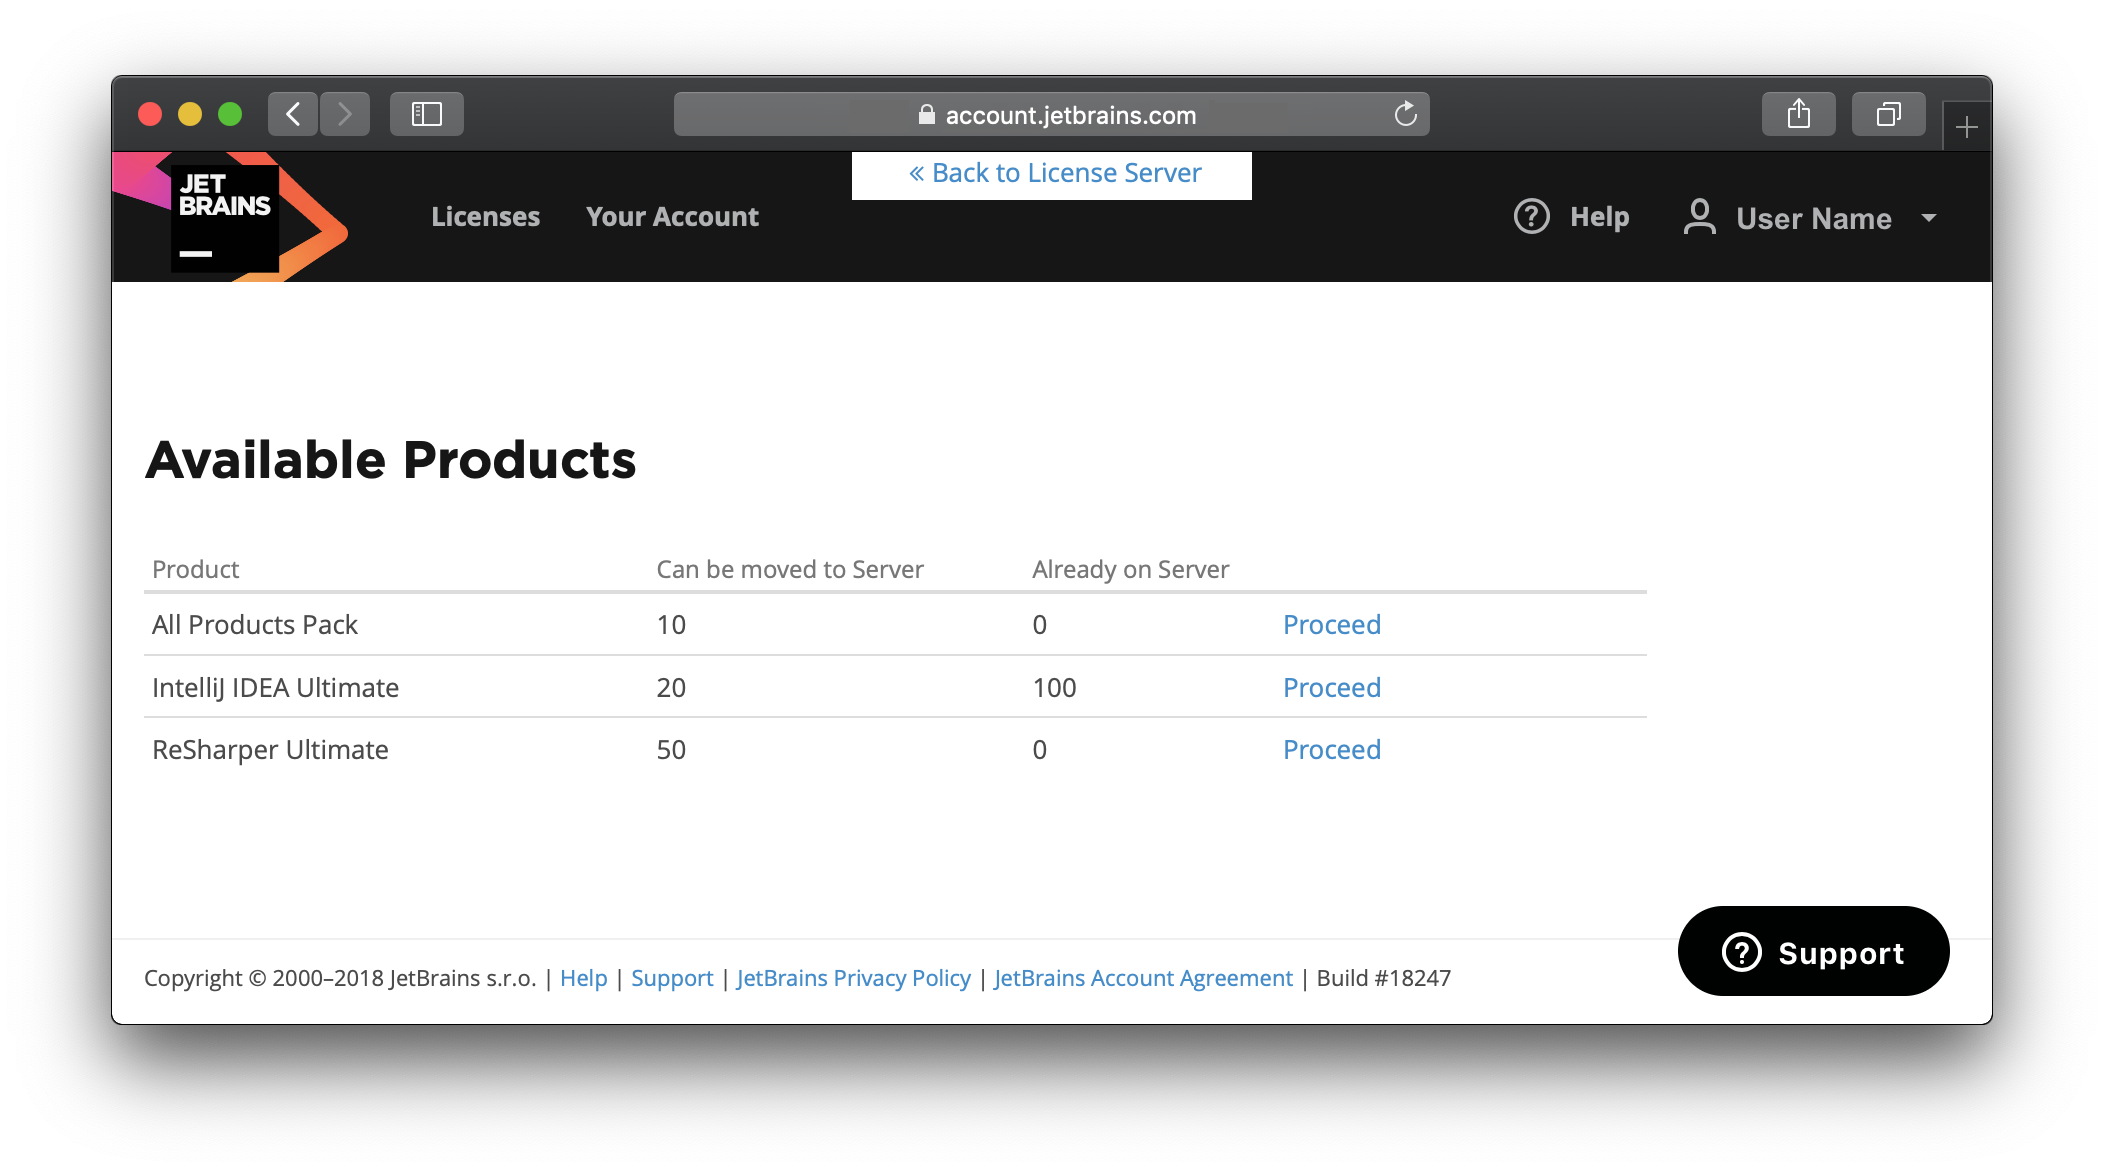 account.jetbrains.com
« Back to License Server
JET
BRAINS
Licenses Your Account Help User Name
Available Products
Product Can be moved to Server Already on Server
All Products Pack 10 0 Proceed
IntelliJ IDEA Ultimate 20 100 Proceed
ReSharper Ultimate 50 0 Proceed
Support
Copyright © 2000–2018 JetBrains s.r.o. | Help | Support | JetBrains Privacy Policy | JetBrains Account Agreement | Build #18247